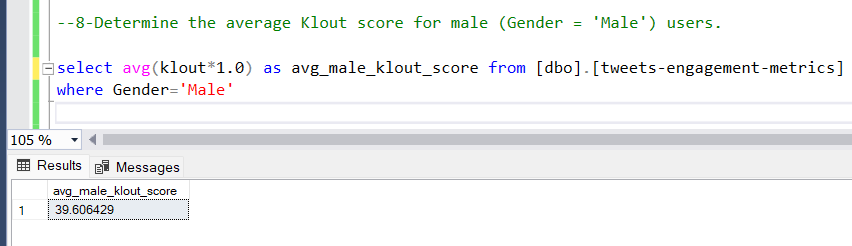 --8-Determine the average Klout score for male (Gender = 'Male') users.
select avg(klout*1.0) as avg_male_klout_score from [dbo].[tweets-engagement-metrics]
where Gender='Male'
105 %
Results Messages
avg_male_klout_score
1 39.606429